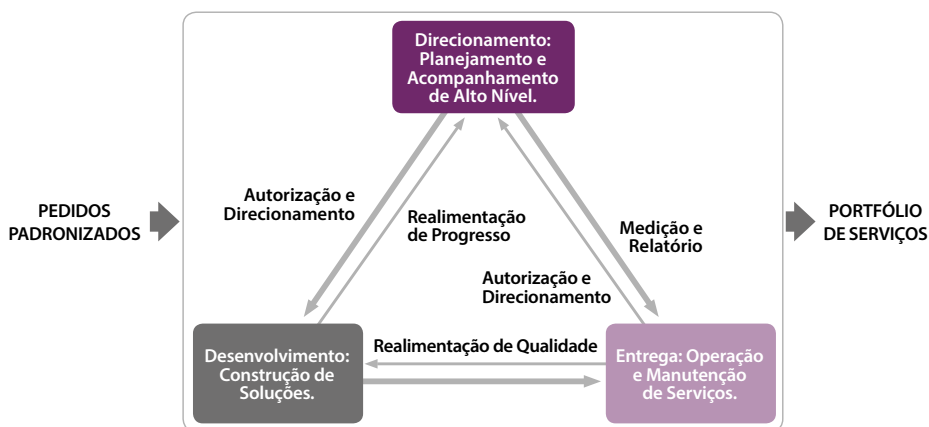 Direcionamento:
Planejamento e
Acompanhamento
de Alto Nível.
Autorização e
Direcionamento
Realimentação
de Progresso
Medição e
Relatório
Autorização e
Direcionamento
PEDIDOS
PADRONIZADOS
PORTFÓLIO
DE SERVIÇOS
Desenvolvimento:
Construção de
Soluções.
Realimentação de Qualidade
Entrega: Operação
e Manutenção
de Serviços.